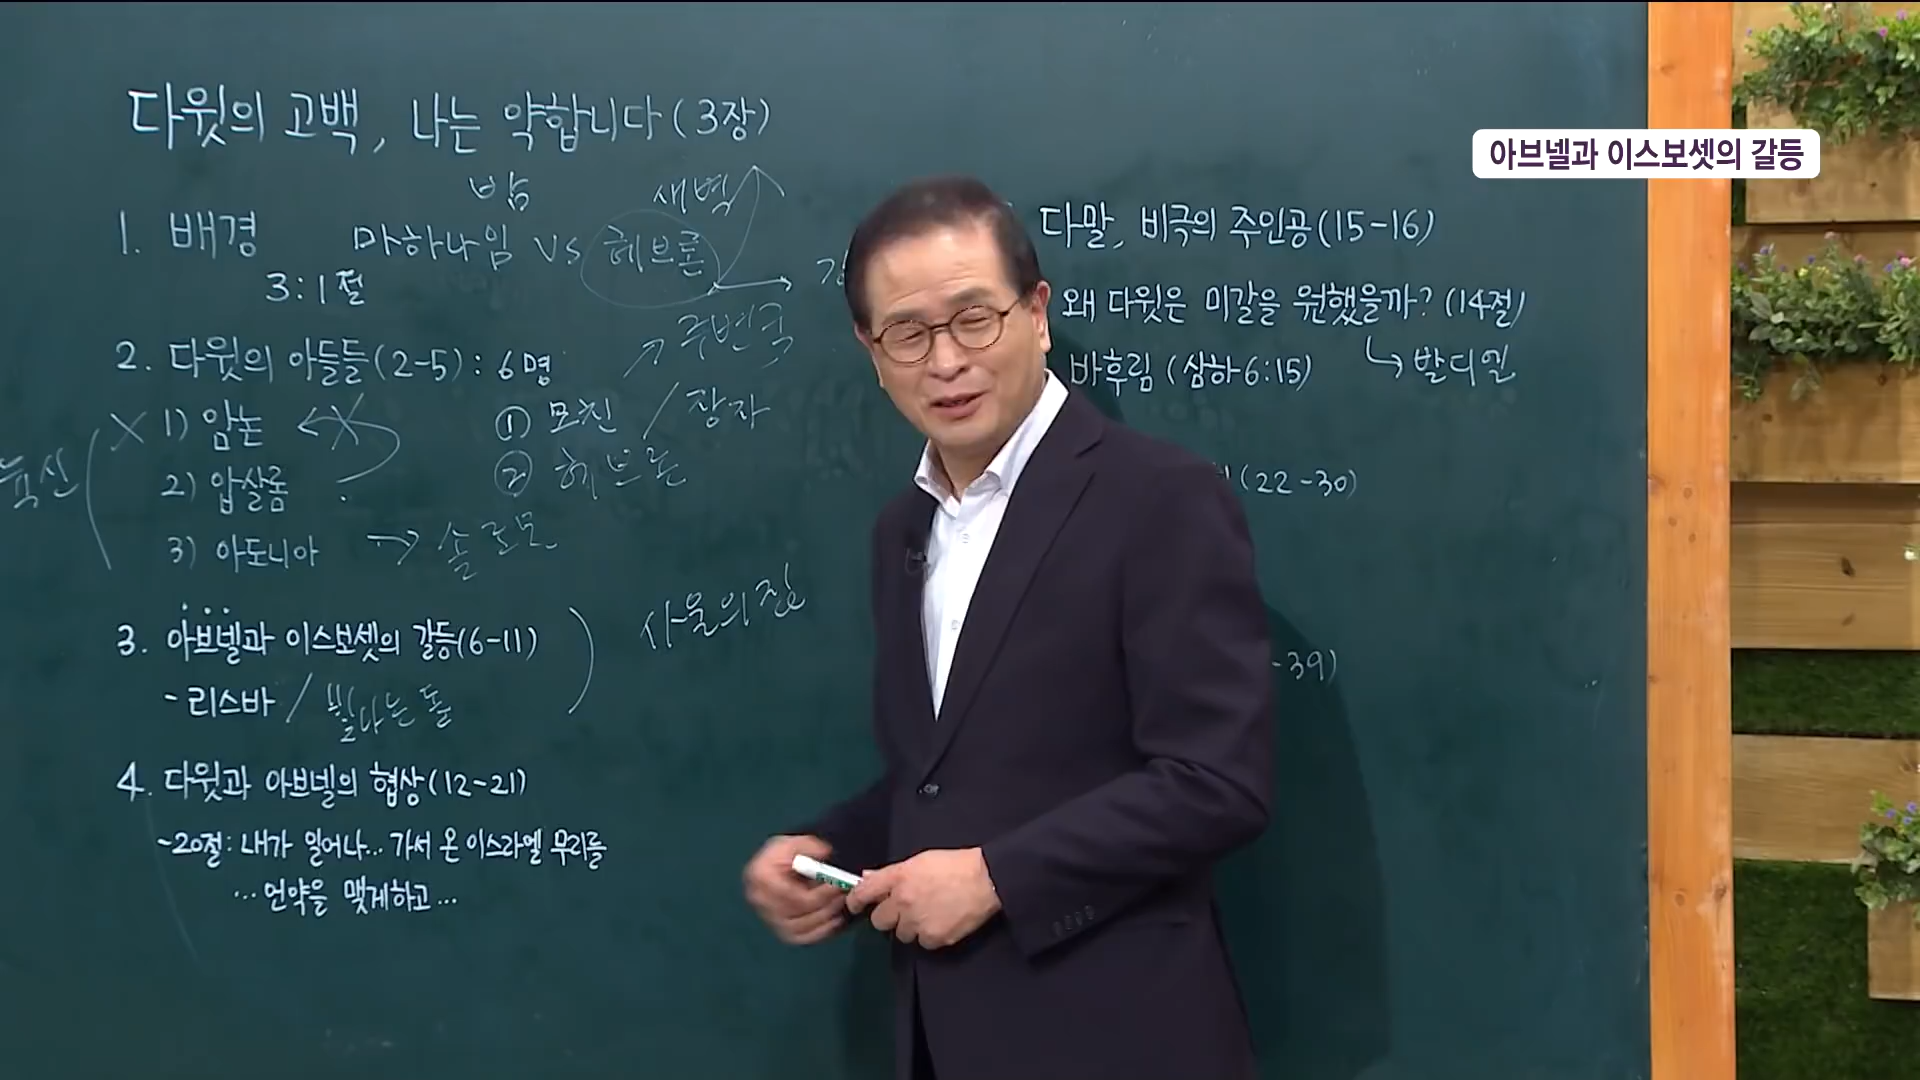 다윗의 고백, 나는 약합니다 (3장)
밤 새벽
1. 배경 마하나임 VS 헤브론
3:1절
주변국
2. 다윗의 아들들(2-5) : 6명
1) 암논
① 모친 / 장자
2) 압살롬
② 헤브론
3) 아도니아 → 솔로몬
3. 아브넬과 이스보셋의 갈등(6-11)
사울의 집
- 리스바 / 빛나는 돌
4. 다윗과 아브넬의 협상(12-21)
-20절: 내가 일어나... 가서 온 이스라엘 무리를
... 언약을 맺게하고...
아브넬과 이스보셋의 갈등
다말, 비극의 주인공(15-16)
왜 다윗은 미갈을 원했을까? (14절)
바후림 (삼하6:15) ↳ 발디엘
(22-30)
-39)